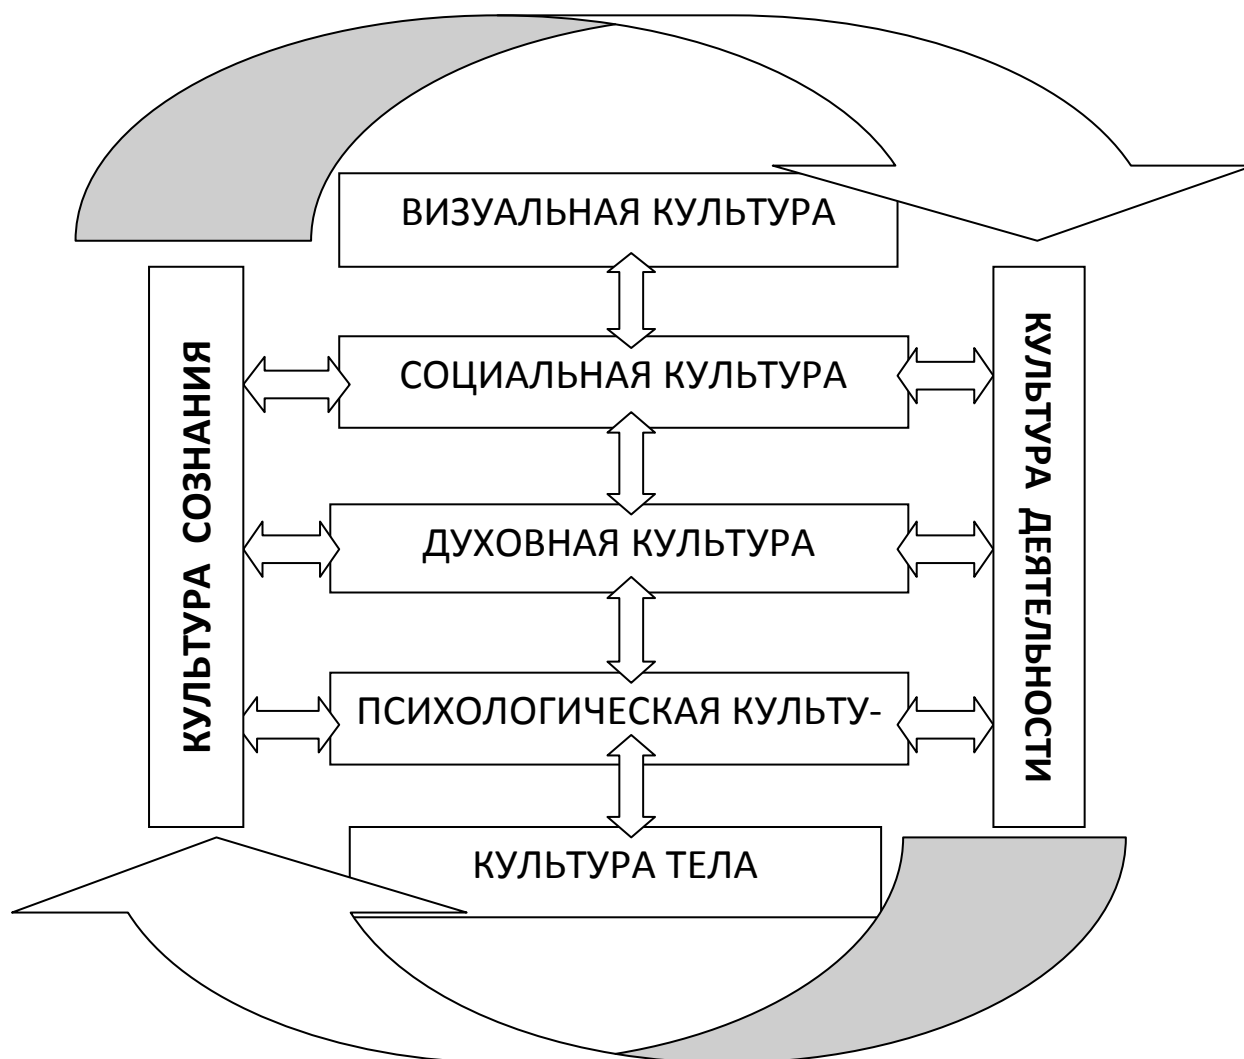 ВИЗУАЛЬНАЯ КУЛЬТУРА
КУЛЬТУРА СОЗНАНИЯ
СОЦИАЛЬНАЯ КУЛЬТУРА
КУЛЬТУРА ДЕЯТЕЛЬНОСТИ
ДУХОВНАЯ КУЛЬТУРА
ПСИХОЛОГИЧЕСКАЯ КУЛЬТУ-
КУЛЬТУРА ТЕЛА